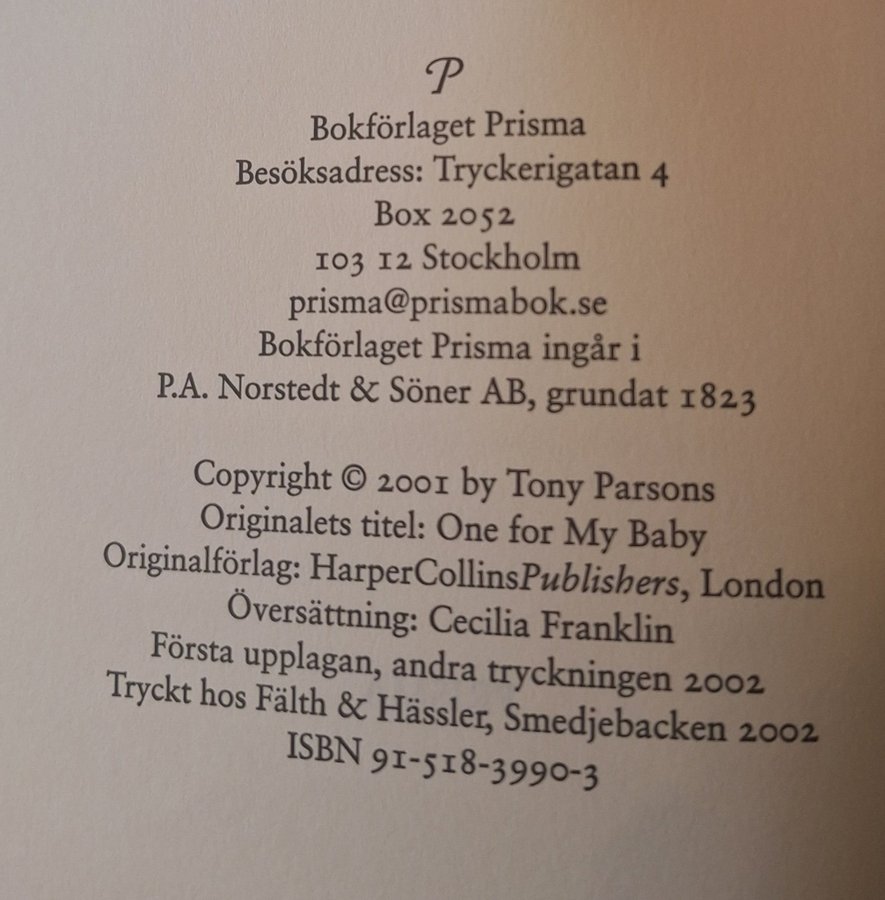 P
Bokförlaget Prisma
Besöksadress: Tryckerigatan 4
Box 2052
103 12 Stockholm
prisma@prismabok.se
Bokförlaget Prisma ingår i
P.A. Norstedt & Söner AB, grundat 1823
Copyright © 2001 by Tony Parsons
Originalets titel: One for My Baby
Originalförlag: HarperCollinsPublishers, London
Översättning: Cecilia Franklin
Första upplagan, andra tryckningen 2002
Tryckt hos Fälth & Hässler, Smedjebacken 2002
ISBN 91-518-3990-3